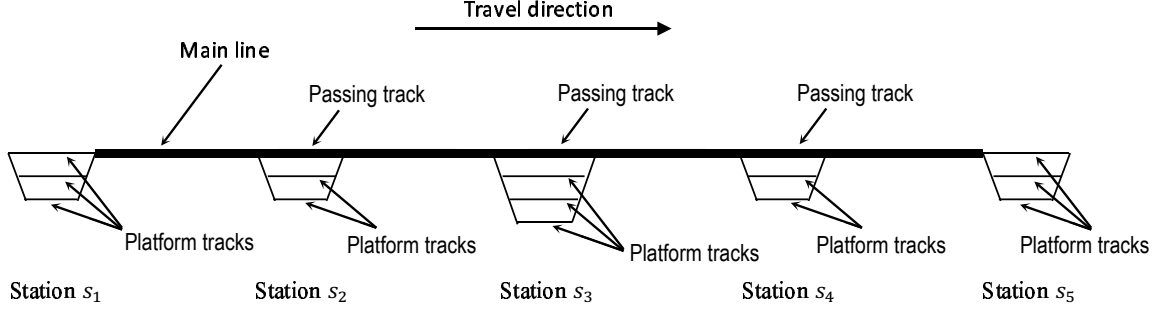 Travel direction
Main line
Passing track
Passing track
Passing track
Platform tracks
Platform tracks
Platform tracks
Platform tracks
Platform tracks
Station s₁
Station s₂
Station s₃
Station s₄
Station s₅